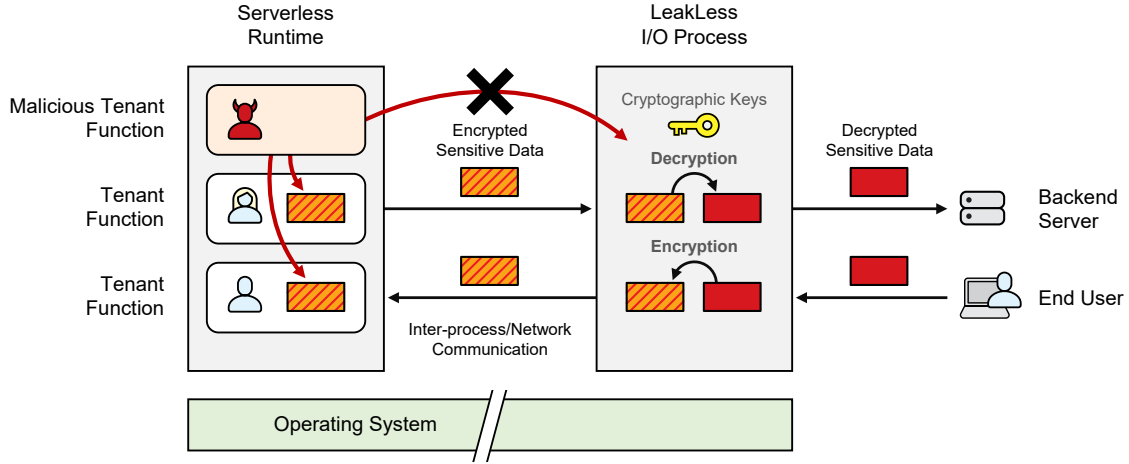 Serverless
Runtime
LeakLess
I/O Process
Malicious Tenant
Function
Cryptographic Keys
Encrypted
Sensitive Data
Decrypted
Sensitive Data
Decryption
Tenant
Function
Backend
Server
Encryption
Tenant
Function
End User
Inter-process/Network
Communication
Operating System